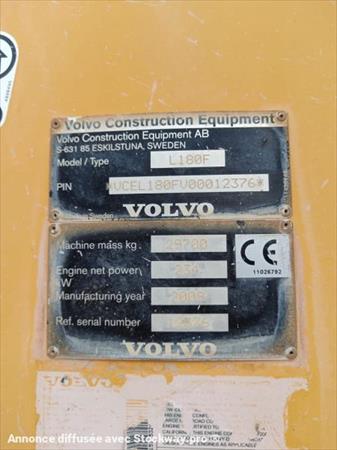 Volvo Construction Equipment
Volvo Construction Equipment AB
S-631 85 ESKILSTUNA, SWEDEN
Model / Type L180F
PIN *VCEL180FV00012376*
VOLVO
Machine mass kg 29700
CE
11026792
Engine net power
kW
Manufacturing year
Ref. serial number 12376
VOLVO
VOLVO
Annonce diffusée avec Stockway.pro